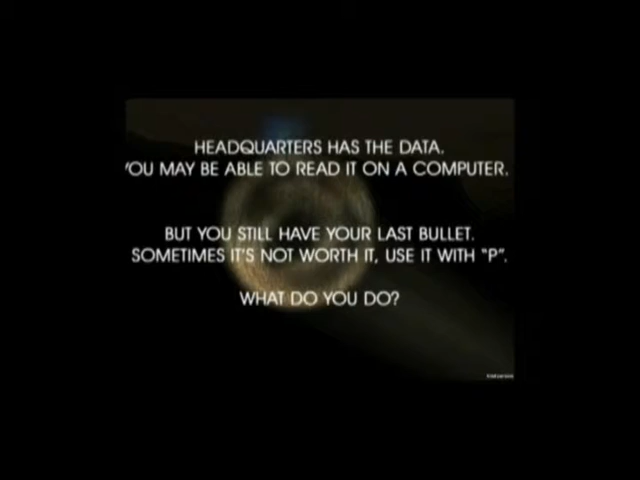 HEADQUARTERS HAS THE DATA.
YOU MAY BE ABLE TO READ IT ON A COMPUTER.
BUT YOU STILL HAVE YOUR LAST BULLET.
SOMETIMES IT'S NOT WORTH IT, USE IT WITH “P”.
WHAT DO YOU DO?